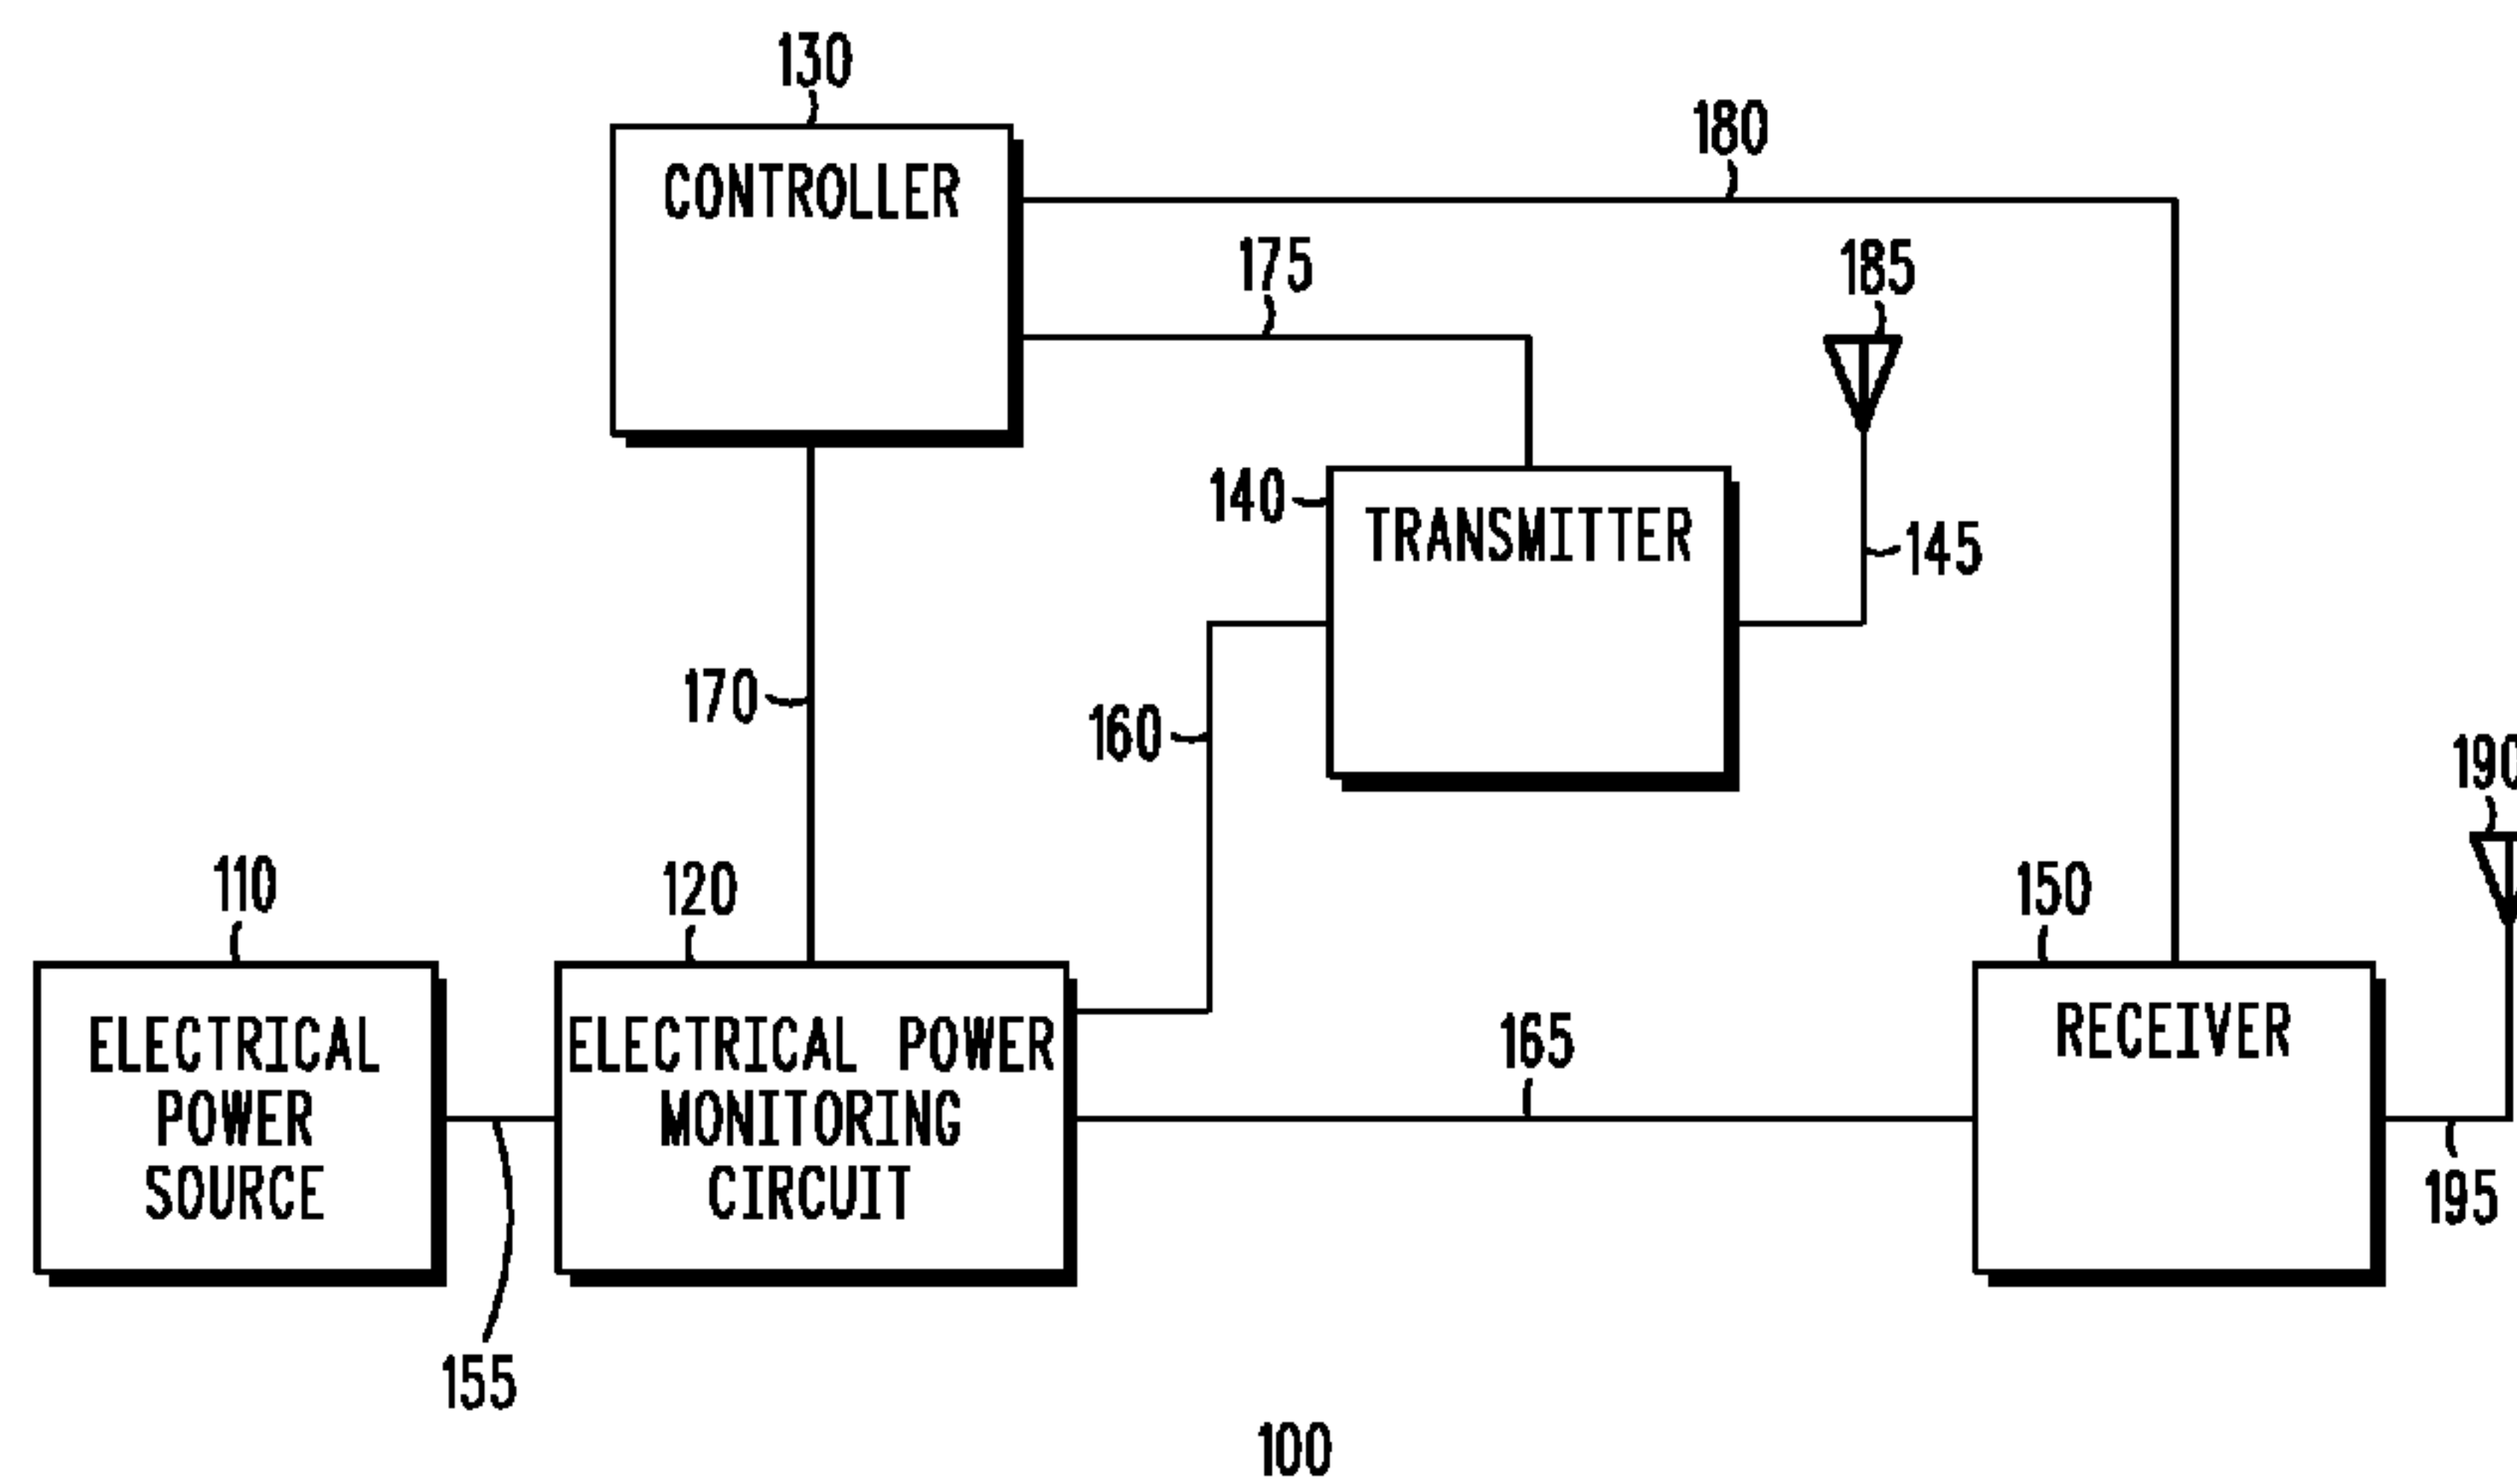 130
CONTROLLER
180
175
185
140
TRANSMITTER
145
170
160
190
110
120
150
ELECTRICAL
POWER
SOURCE
ELECTRICAL POWER
MONITORING
CIRCUIT
165
RECEIVER
195
155
100